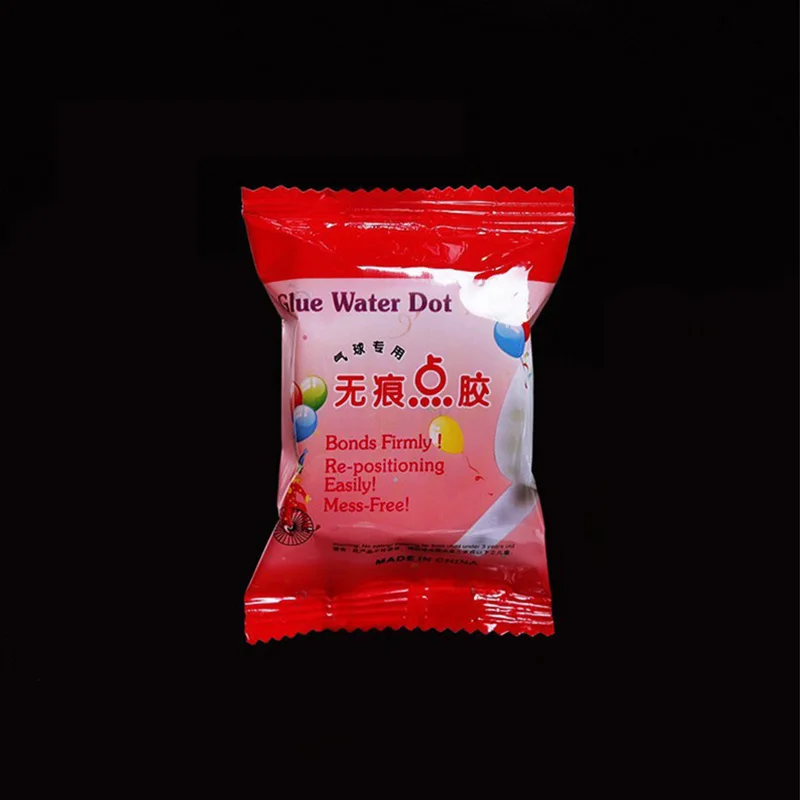 Glue Water Dot
气球专用
无痕点胶
Bonds Firmly!
Re-positioning
Easily!
Mess-Free!
MADE IN CHINA